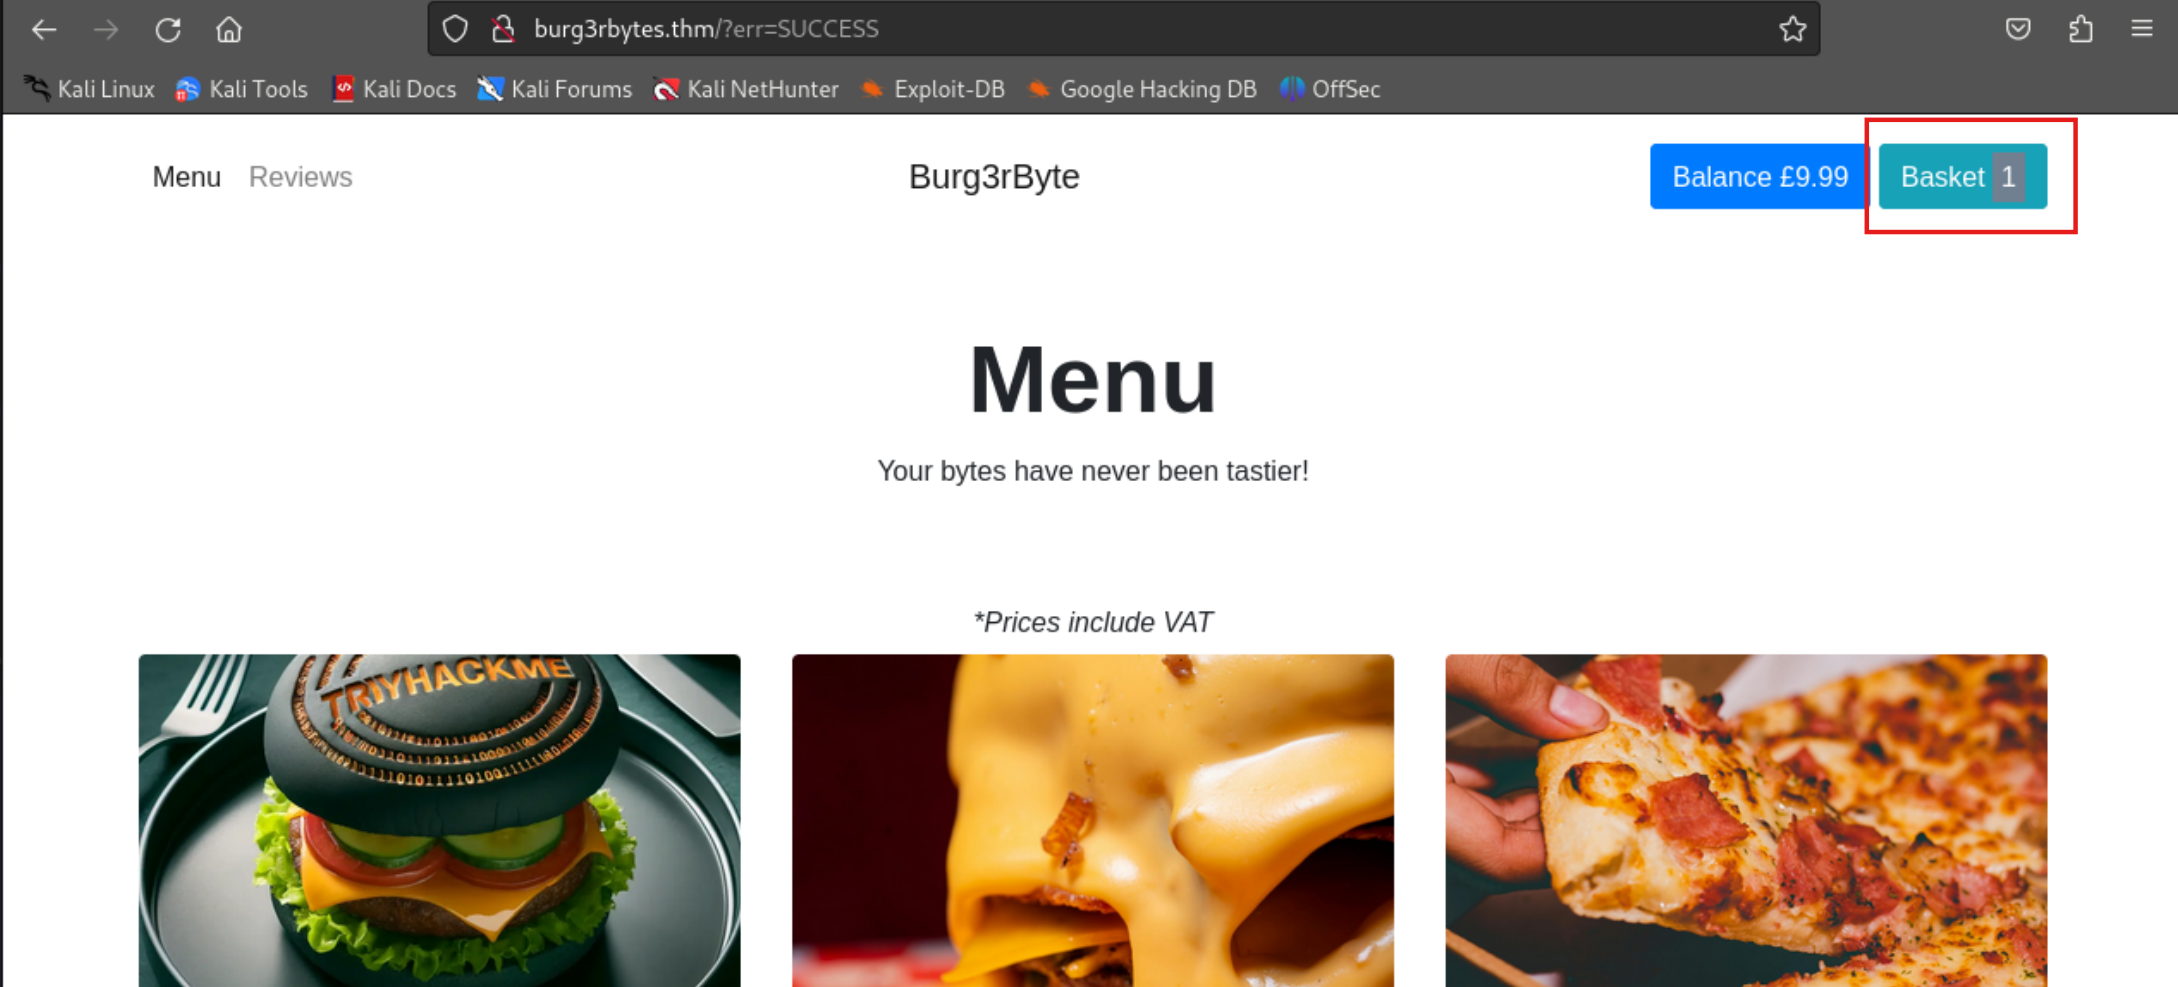 burg3rbytes.thm/?err=SUCCESS
Kali Linux Kali Tools Kali Docs Kali Forums Kali NetHunter Exploit-DB Google Hacking DB OffSec
Menu Reviews Burg3rByte Balance £9.99 Basket 1
Menu
Your bytes have never been tastier!
*Prices include VAT
TRIYHACKME